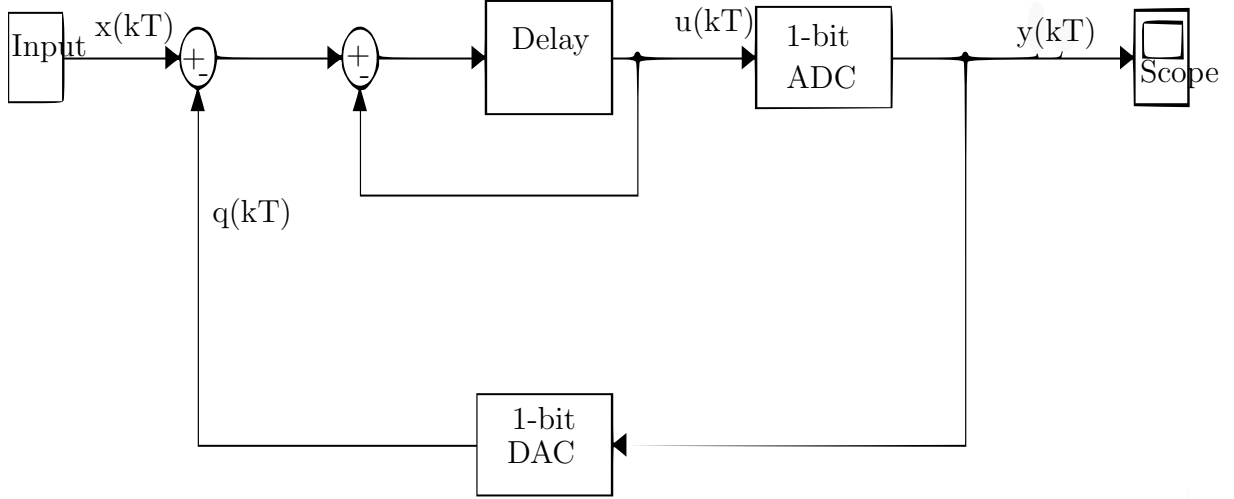 Input
x(kT)
+
-
+
-
Delay
u(kT)
1-bit
ADC
y(kT)
Scope
q(kT)
1-bit
DAC